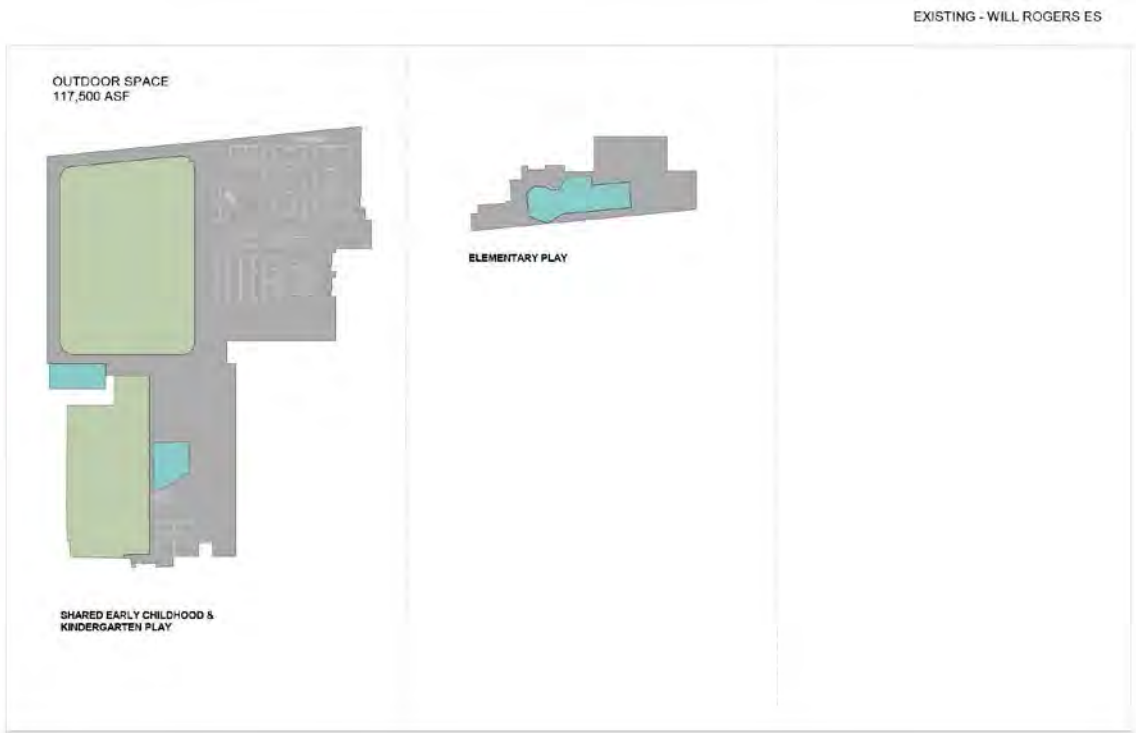 EXISTING - WILL ROGERS ES
OUTDOOR SPACE
117,500 ASF
ELEMENTARY PLAY
SHARED EARLY CHILDHOOD &
KINDERGARTEN PLAY